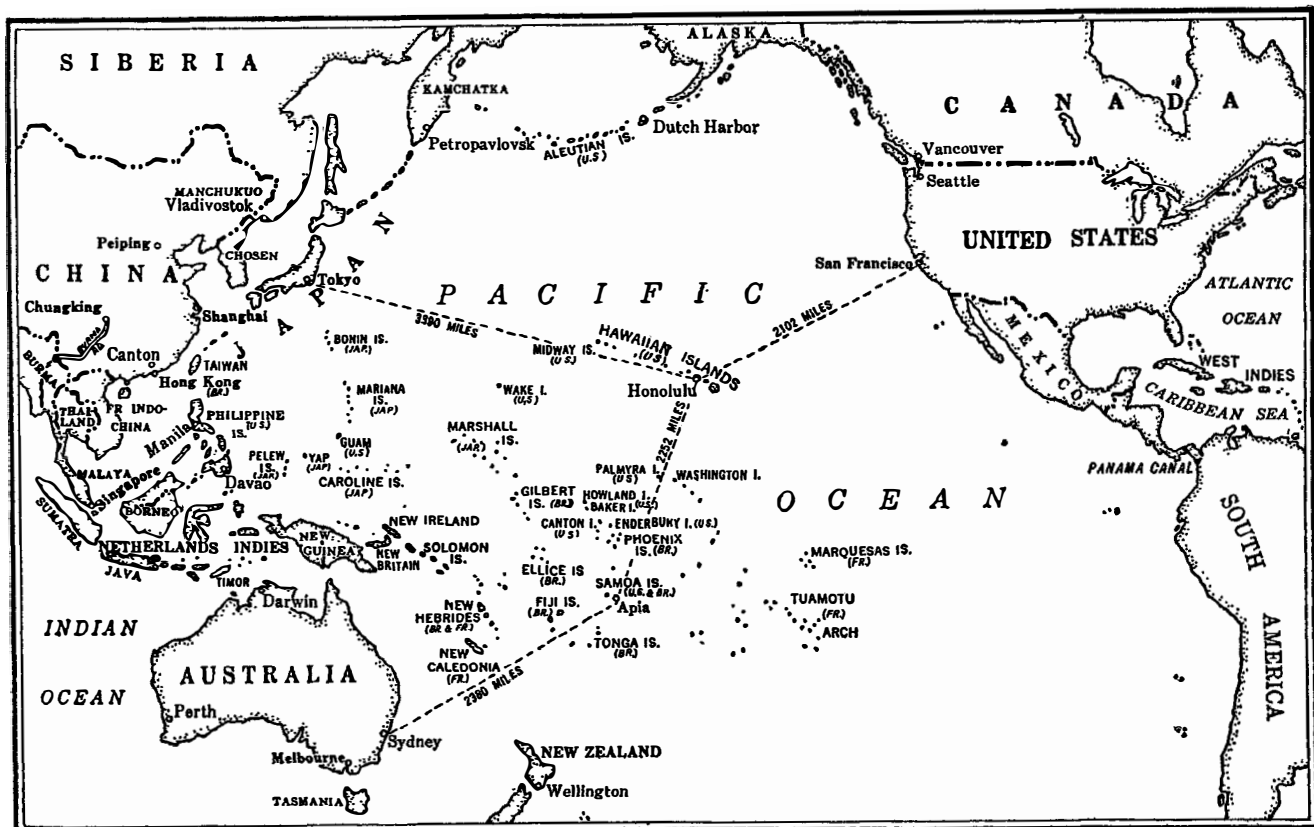 SIBERIA
ALASKA
KAMCHATKA
CANADA
Petropavlovsk
ALEUTIAN IS.
(U.S)
Dutch Harbor
Vancouver
Seattle
MANCHUKUO
Vladivostok
Peiping
CHOSEN
JAPAN
UNITED STATES
San Francisco
CHINA
Tokyo
PACIFIC
ATLANTIC
OCEAN
Chungking
Shanghai
3390 MILES
2102 MILES
BURMA
RD.
BURMA
Canton
TAIWAN
Hong Kong
(BR.)
BONIN IS.
(JAP.)
MIDWAY IS.
(U S.)
HAWAIIAN ISLANDS
(U S)
Honolulu
MEXICO
WEST
INDIES
CARIBBEAN SEA
THAI-
LAND
FR INDO-
CHINA
PHILIPPINE
IS.
(U S.)
Manila
MARIANA
IS.
(JAP)
WAKE I.
(U,S)
GUAM
(U,S)
MARSHALL
IS.
(JAP.)
2252 MILES
PELEW
IS.
(JAR.)
YAP
(JAP)
CAROLINE IS.
(JAP)
PALMYRA I.
(U S)
WASHINGTON I.
PANAMA CANAL
MALAYA
Singapore
Davao
BORNEO
SUMATRA
GILBERT
IS.
(BR.)
HOWLAND I.
BAKER I.
(U.S.)
OCEAN
CANTON I.
(U S)
ENDERBUKY I.
(U S.)
PHOENIX
IS.
(BR.)
NEW IRELAND
NEW
GUINEA
NEW
BRITAIN
SOLOMON
IS.
NETHERLANDS INDIES
JAVA
TIMOR
ELLICE IS
(BR.)
SAMOA IS.
(U.S. & BR.)
Apia
MARQUESAS IS.
(FR.)
SOUTH
AMERICA
Darwin
NEW
HEBRIDES
(BR. & FR.)
FIJI IS.
(BR.)
TUAMOTU
(FR.)
ARCH
INDIAN
OCEAN
TONGA IS.
(BR.)
NEW
CALEDONIA
(FR.)
AUSTRALIA
2380 MILES
Perth
Sydney
Melbourne
NEW ZEALAND
TASMANIA
Wellington